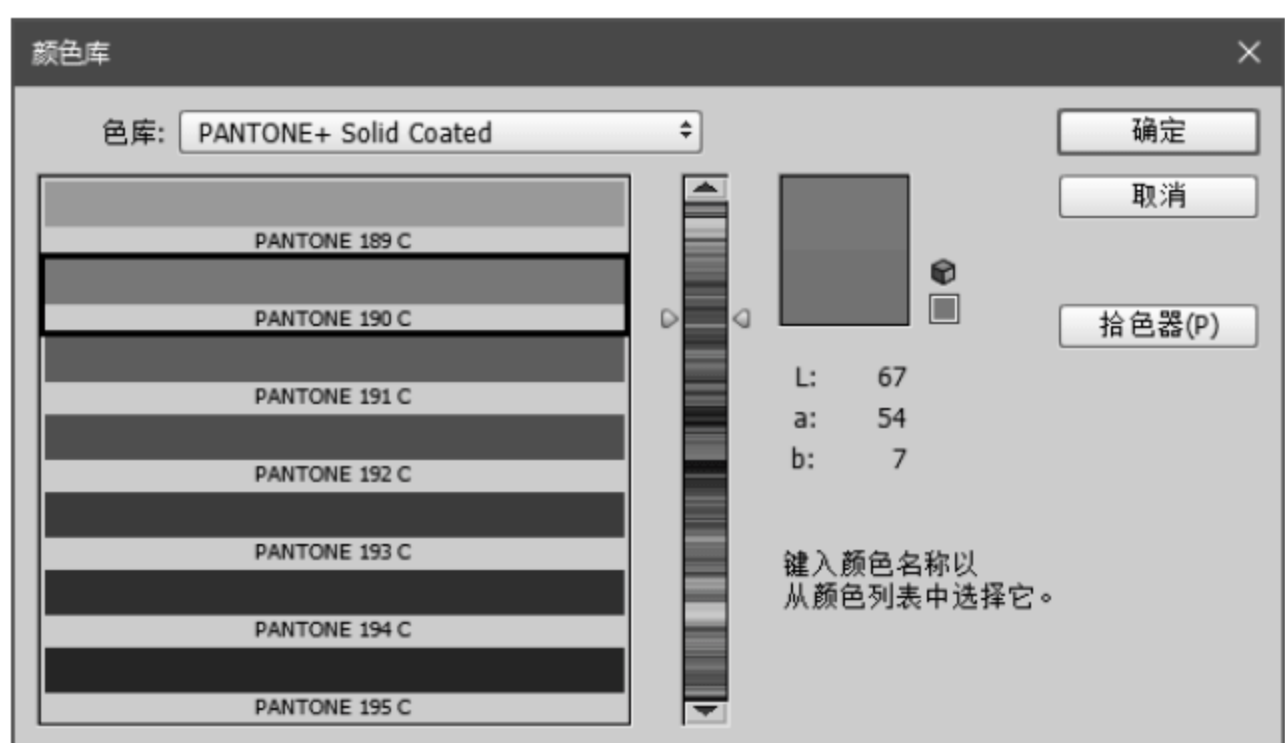 颜色库
色库: PANTONE+ Solid Coated
确定
取消
拾色器(P)
PANTONE 189 C
PANTONE 190 C
PANTONE 191 C
PANTONE 192 C
PANTONE 193 C
PANTONE 194 C
PANTONE 195 C
L: 67
a: 54
b: 7
键入颜色名称以
从颜色列表中选择它。